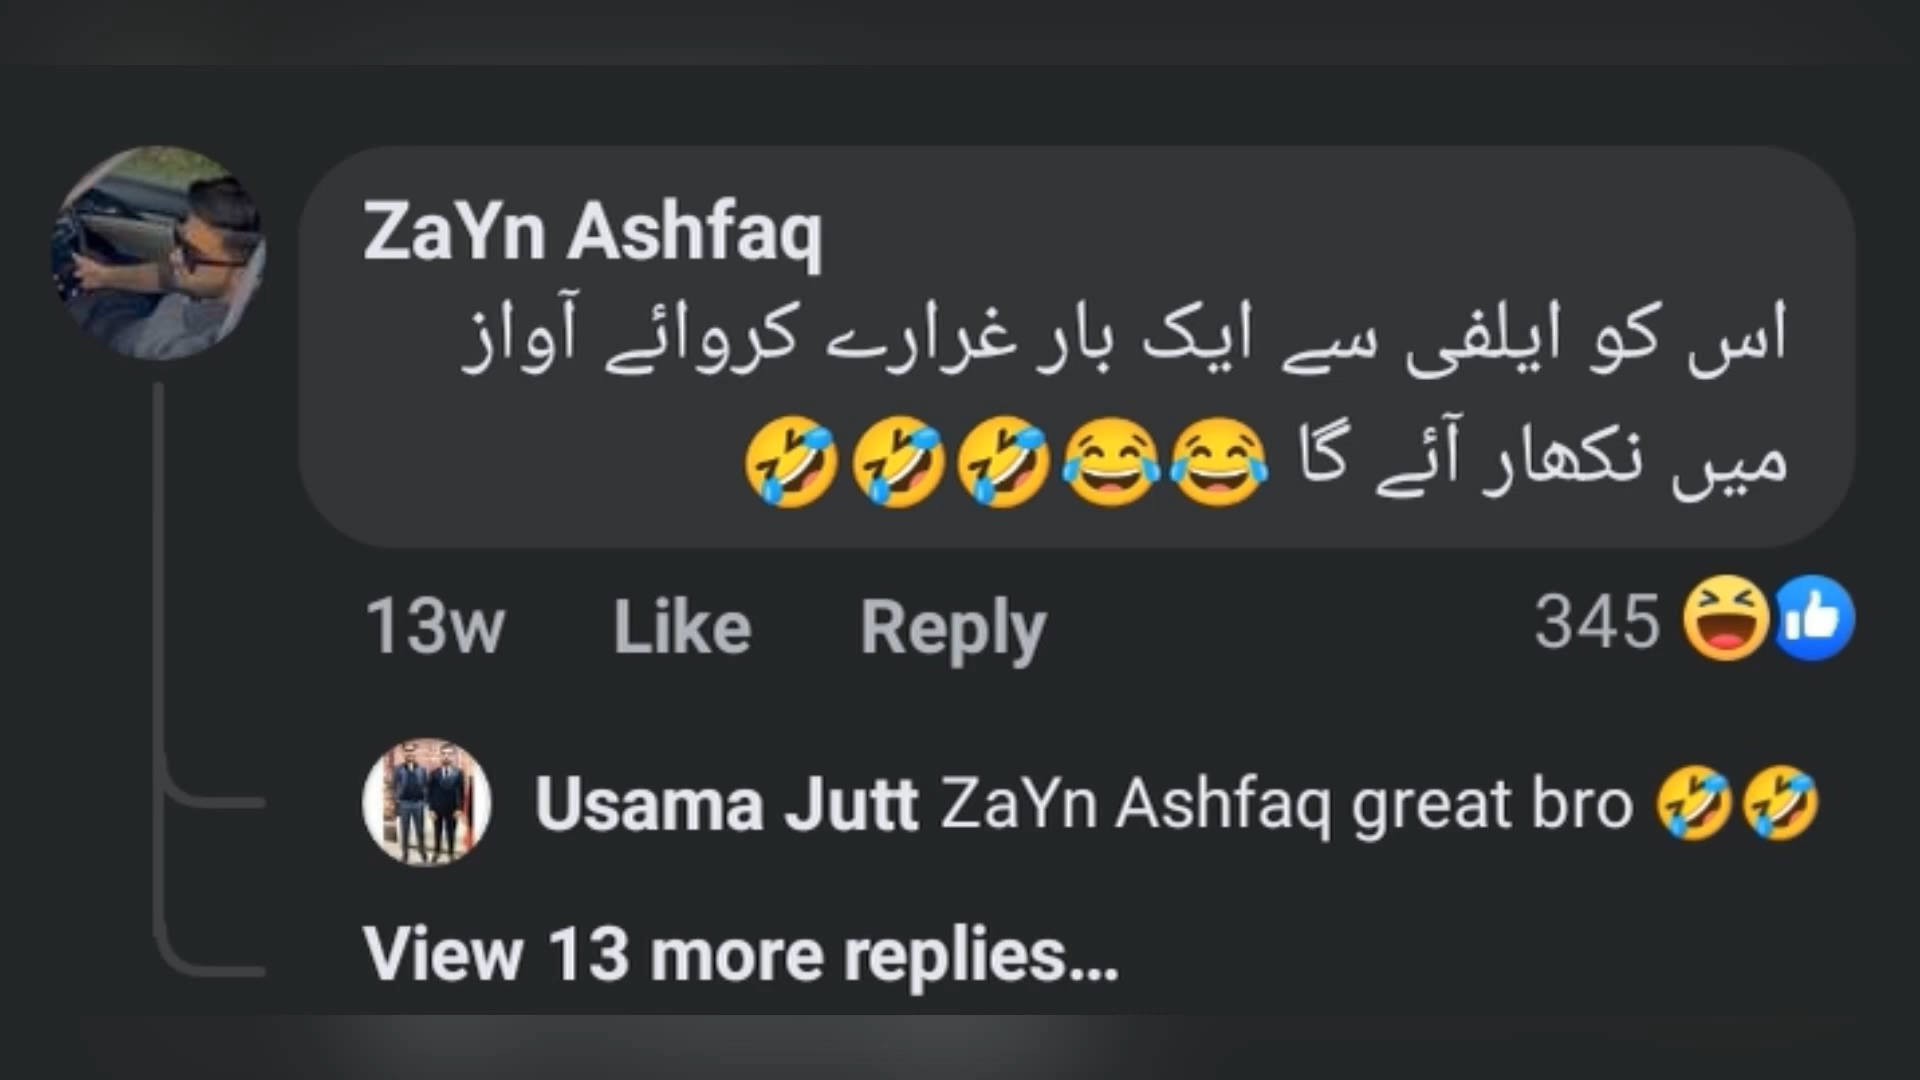 ZaYn Ashfaq
اس کو ایلفی سے ایک بار غرارے کروائے آواز
میں نکھار آئے گا 😂😂🤣🤣🤣
13w Like Reply 345 😆👍
Usama Jutt ZaYn Ashfaq great bro 🤣🤣
View 13 more replies...